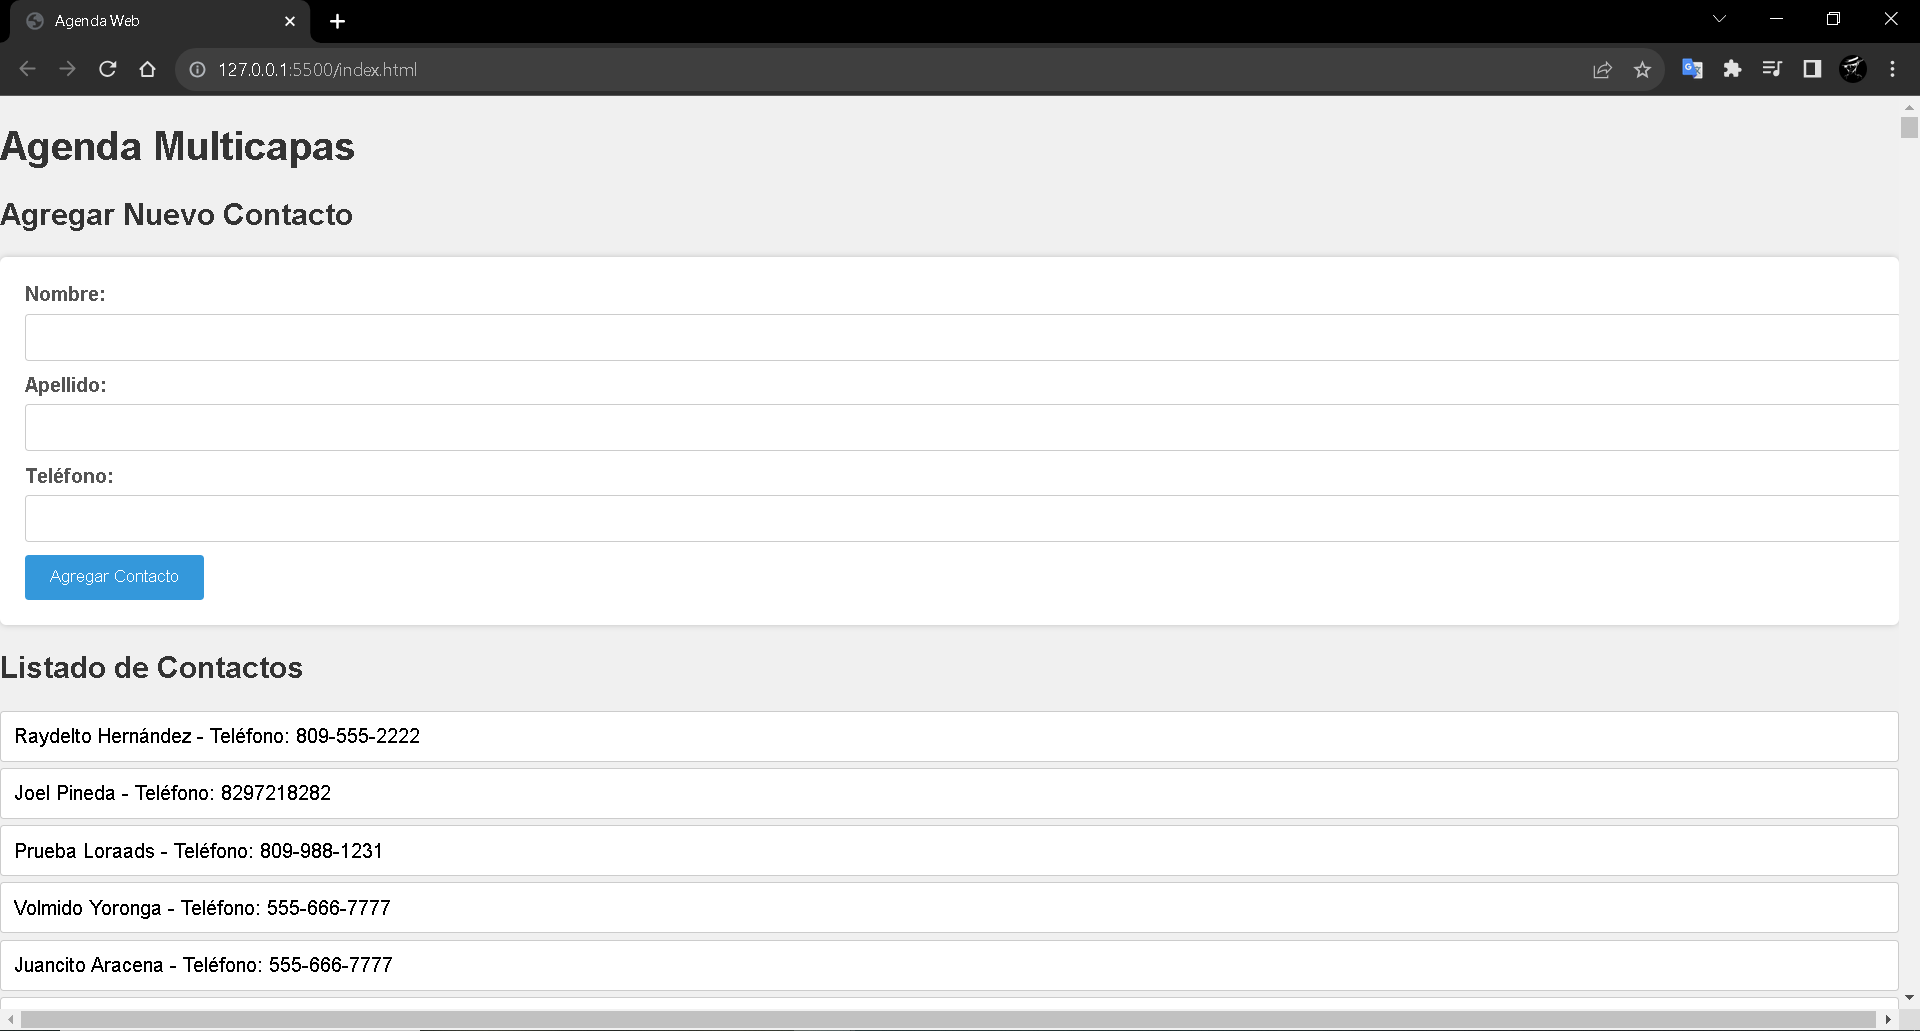 Agenda Web
127.0.0.1:5500/index.html
Agenda Multicapas
Agregar Nuevo Contacto
Nombre:
Apellido:
Teléfono:
Agregar Contacto
Listado de Contactos
Raydelto Hernández - Teléfono: 809-555-2222
Joel Pineda - Teléfono: 8297218282
Prueba Loraads - Teléfono: 809-988-1231
Volmido Yoronga - Teléfono: 555-666-7777
Juancito Aracena - Teléfono: 555-666-7777